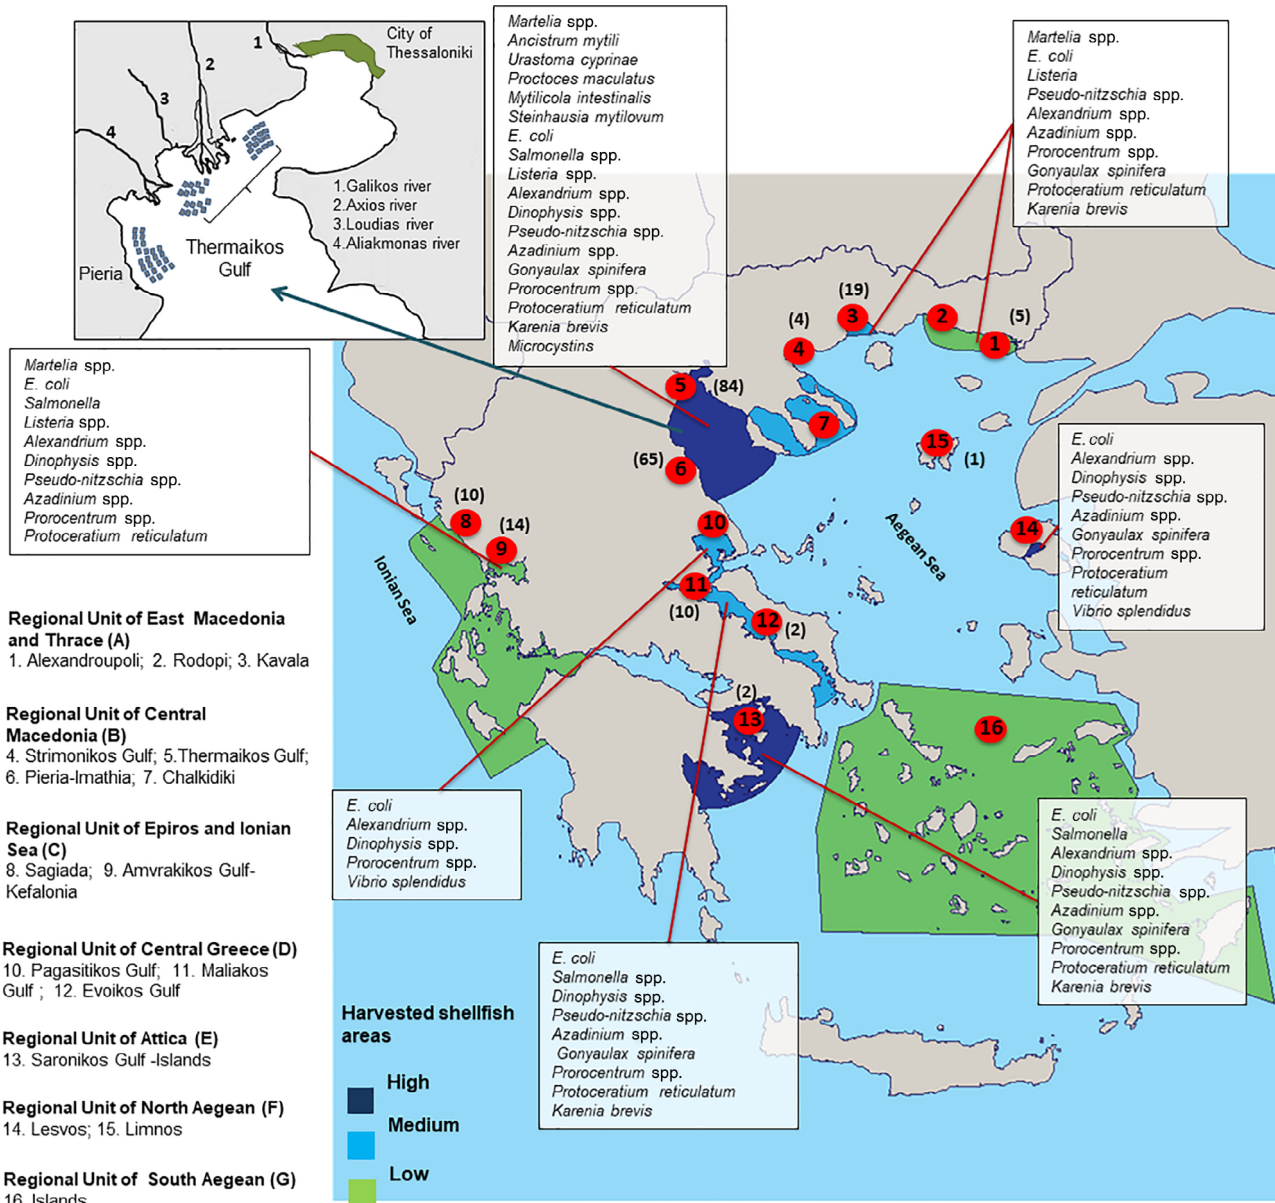 City of
Thessaloniki
1
2
3
4
1.Galikos river
2.Axios river
3.Loudias river
4.Aliakmonas river
Thermaikos
Gulf
Pieria
Martelia spp.
Ancistrum mytili
Urastoma cyprinae
Proctoces maculatus
Mytilicola intestinalis
Steinhausia mytilovum
E. coli
Salmonella spp.
Listeria spp.
Alexandrium spp.
Dinophysis spp.
Pseudo-nitzschia spp.
Azadinium spp.
Gonyaulax spinifera
Prorocentrum spp.
Protoceratium reticulatum
Karenia brevis
Microcystins
Martelia spp.
E. coli
Listeria
Pseudo-nitzschia spp.
Alexandrium spp.
Azadinium spp.
Prorocentrum spp.
Gonyaulax spinifera
Protoceratium reticulatum
Karenia brevis
Martelia spp.
E. coli
Salmonella
Listeria spp.
Alexandrium spp.
Dinophysis spp.
Pseudo-nitzschia spp.
Azadinium spp.
Prorocentrum spp.
Protoceratium reticulatum
(19)
3
2
(5)
1
(4)
4
5
(84)
7
(65)
6
15
(1)
(10)
8
(14)
9
10
14
11
(10)
12
(2)
(2)
13
16
Ionian Sea
Aegean Sea
E.coli
Alexandrium spp.
Dinophysis spp.
Pseudo-nitzschia spp.
Azadinium spp.
Gonyaulax spinifera
Prorocentrum spp.
Protoceratium
reticulatum
Vibrio splendidus
E. coli
Alexandrium spp.
Dinophysis spp.
Prorocentrum spp.
Vibrio splendidus
E. coli
Salmonella
Alexandrium spp.
Dinophysis spp.
Pseudo-nitzschia spp.
Azadinium spp.
Gonyaulax spinifera
Prorocentrum spp.
Protoceratium reticulatum
Karenia brevis
E. coli
Salmonella spp.
Dinophysis spp.
Pseudo-nitzschia spp.
Azadinium spp.
Gonyaulax spinifera
Prorocentrum spp.
Protoceratium reticulatum
Karenia brevis
Regional Unit of East Macedonia
and Thrace (A)
1. Alexandroupoli; 2. Rodopi; 3. Kavala
Regional Unit of Central
Macedonia (B)
4. Strimonikos Gulf; 5.Thermaikos Gulf;
6. Pieria-Imathia; 7. Chalkidiki
Regional Unit of Epiros and Ionian
Sea (C)
8. Sagiada; 9. Amvrakikos Gulf-
Kefalonia
Regional Unit of Central Greece (D)
10. Pagasitikos Gulf; 11. Maliakos
Gulf ; 12. Evoikos Gulf
Regional Unit of Attica (E)
13. Saronikos Gulf -Islands
Regional Unit of North Aegean (F)
14. Lesvos; 15. Limnos
Regional Unit of South Aegean (G)
16. Islands
Harvested shellfish
areas
High
Medium
Low